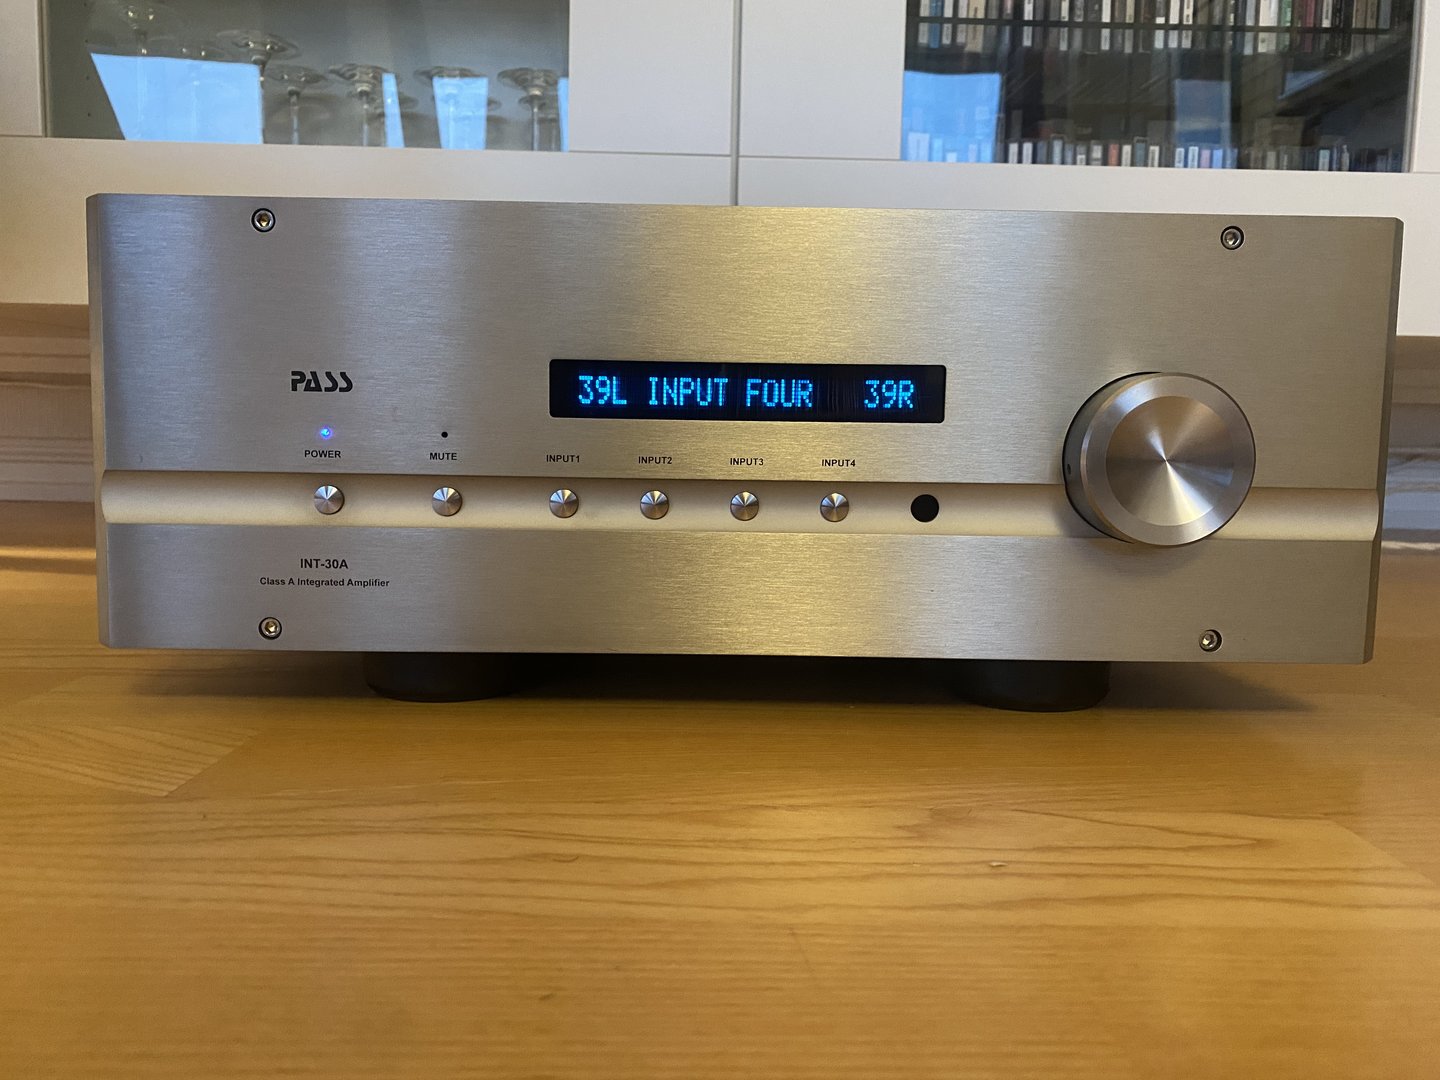 PASS
39L INPUT FOUR 39R
POWER
MUTE
INPUT1
INPUT2
INPUT3
INPUT4
INT-30A
Class A Integrated Amplifier